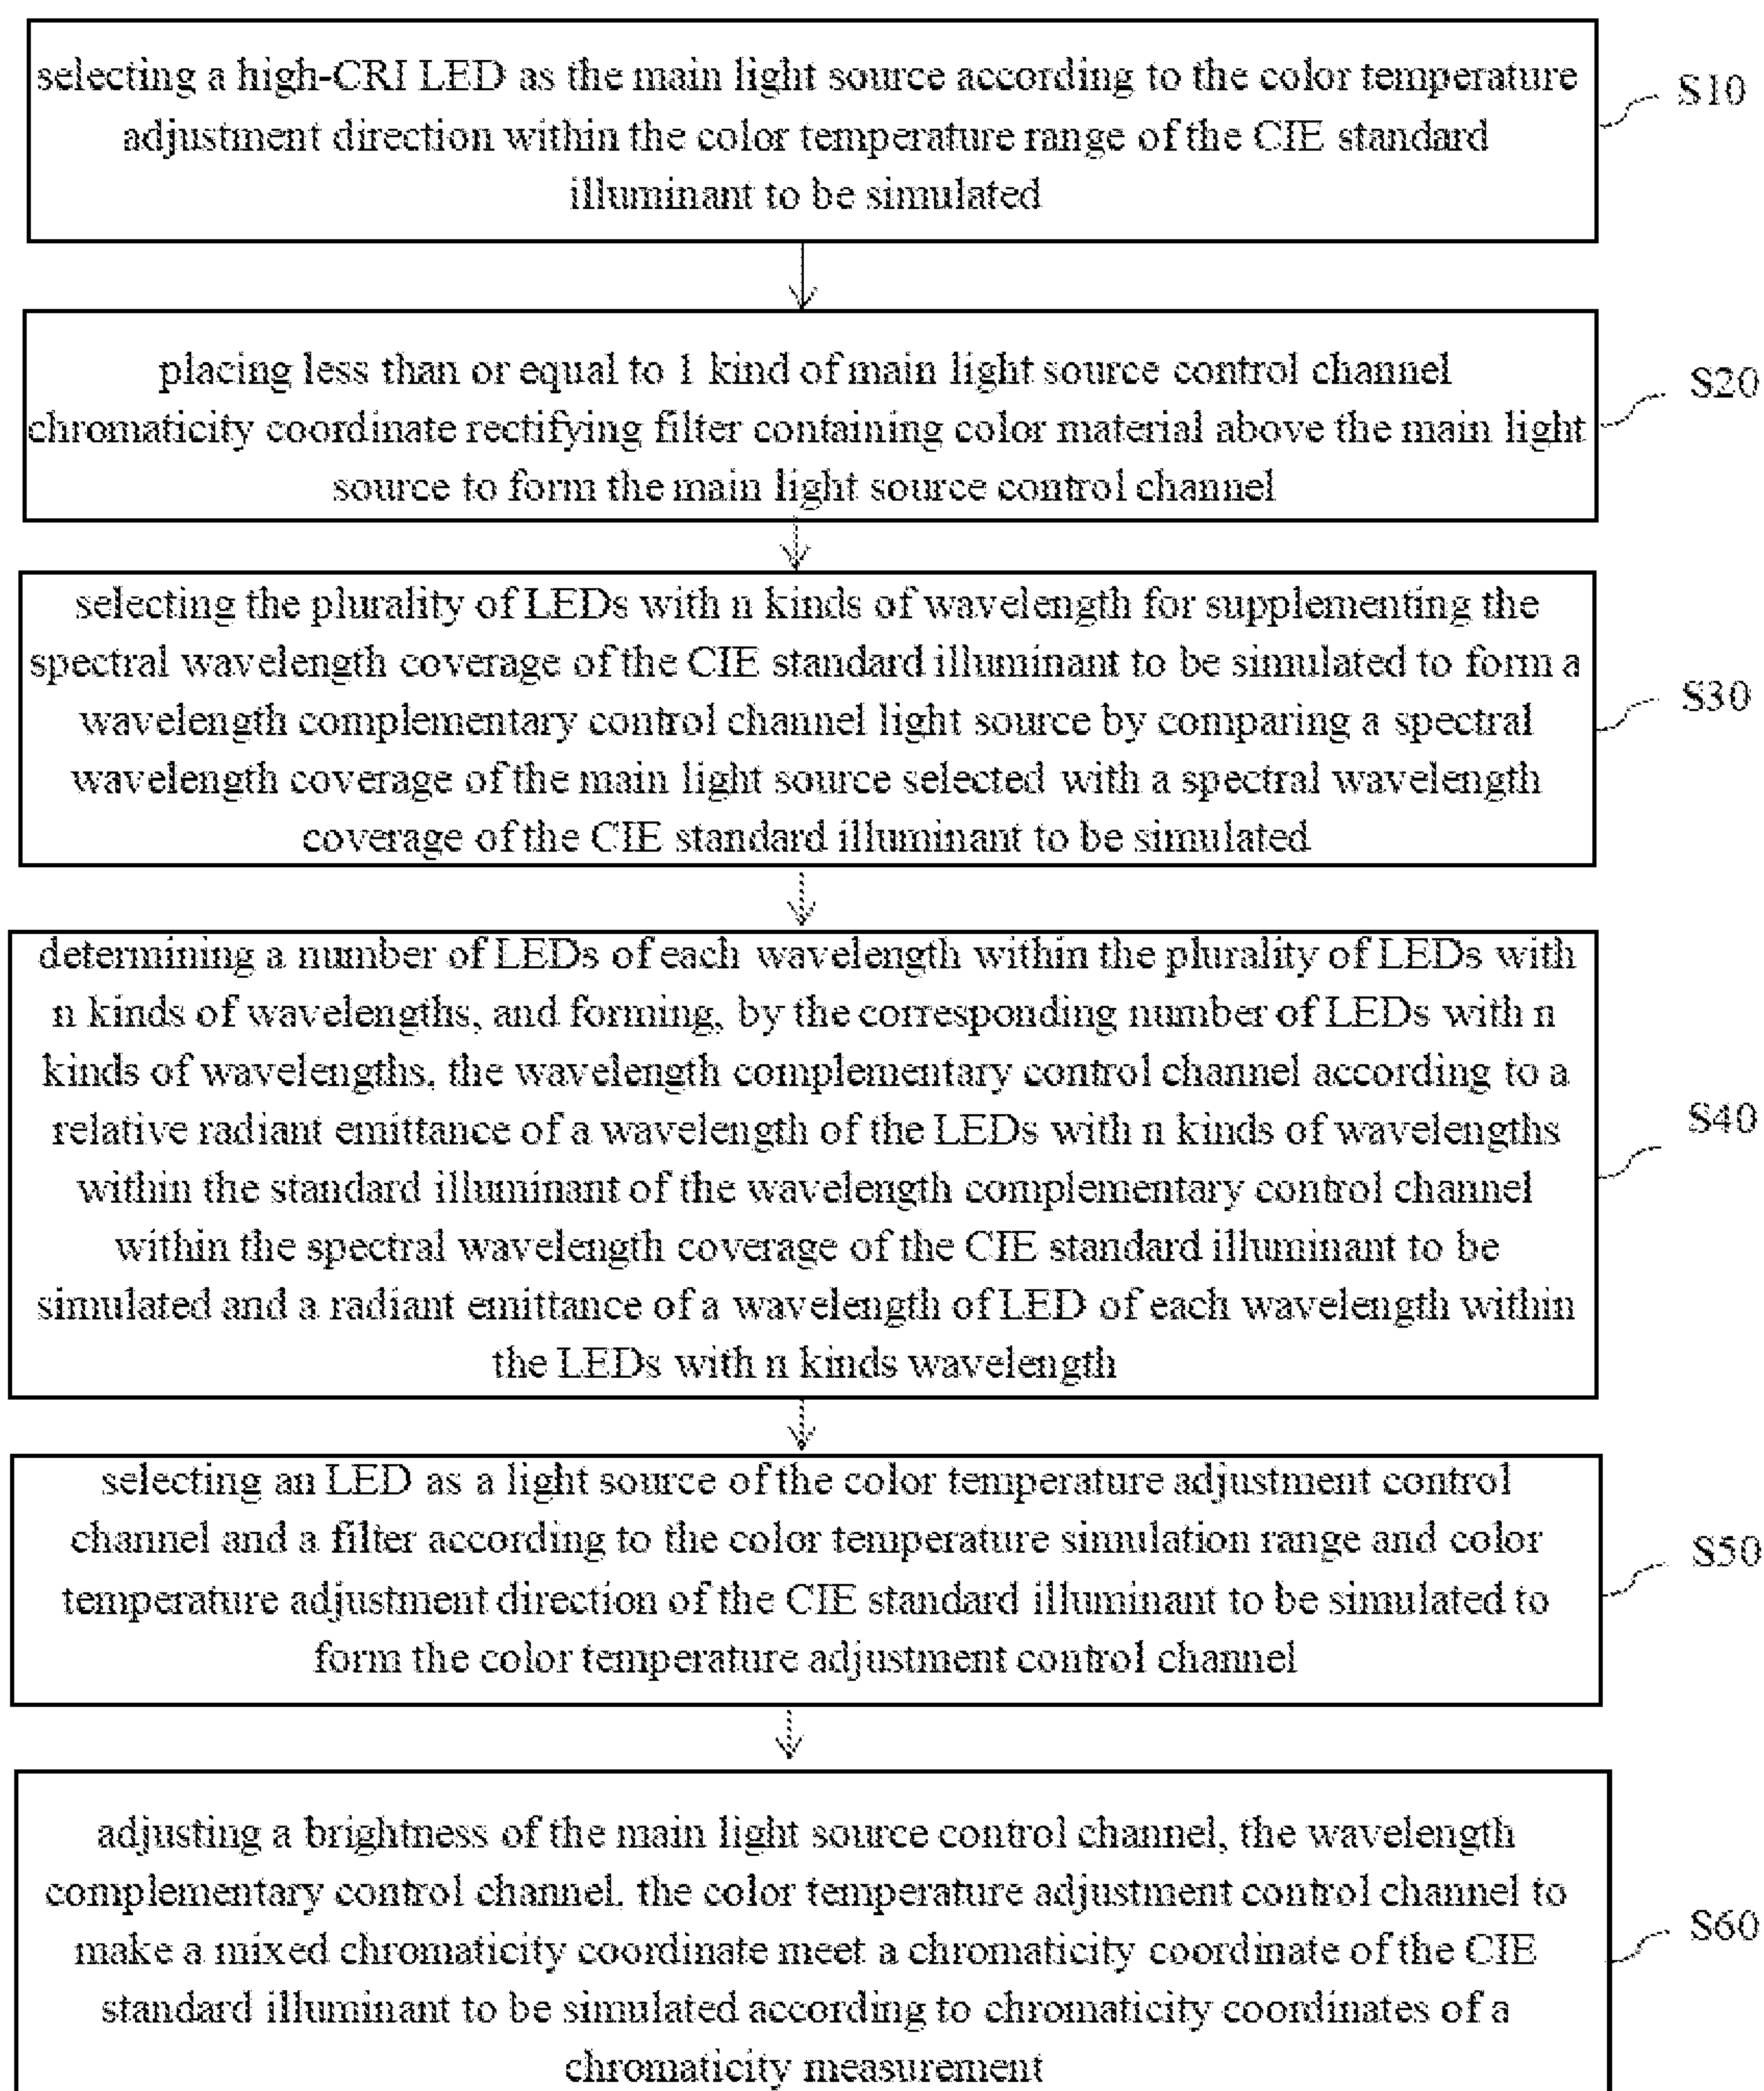 selecting a high-CRI LED as the main light source according to the color temperature
adjustment direction within the color temperature range of the CIE standard
illuminant to be simulated
S10
placing less than or equal to 1 kind of main light source control channel
chromaticity coordinate rectifying filter containing color material above the main light
source to form the main light source control channel
S20
selecting the plurality of LEDs with n kinds of wavelength for supplementing the
spectral wavelength coverage of the CIE standard illuminant to be simulated to form a
wavelength complementary control channel light source by comparing a spectral
wavelength coverage of the main light source selected with a spectral wavelength
coverage of the CIE standard illuminant to be simulated
S30
determining a number of LEDs of each wavelength within the plurality of LEDs with
n kinds of wavelengths, and forming, by the corresponding number of LEDs with n
kinds of wavelengths, the wavelength complementary control channel according to a
relative radiant emittance of a wavelength of the LEDs with n kinds of wavelengths
within the standard illuminant of the wavelength complementary control channel
within the spectral wavelength coverage of the CIE standard illuminant to be
simulated and a radiant emittance of a wavelength of LED of each wavelength within
the LEDs with n kinds wavelength
S40
selecting an LED as a light source of the color temperature adjustment control
channel and a filter according to the color temperature simulation range and color
temperature adjustment direction of the CIE standard illuminant to be simulated to
form the color temperature adjustment control channel
S50
adjusting a brightness of the main light source control channel, the wavelength
complementary control channel, the color temperature adjustment control channel to
make a mixed chromaticity coordinate meet a chromaticity coordinate of the CIE
standard illuminant to be simulated according to chromaticity coordinates of a
chromaticity measurement
S60